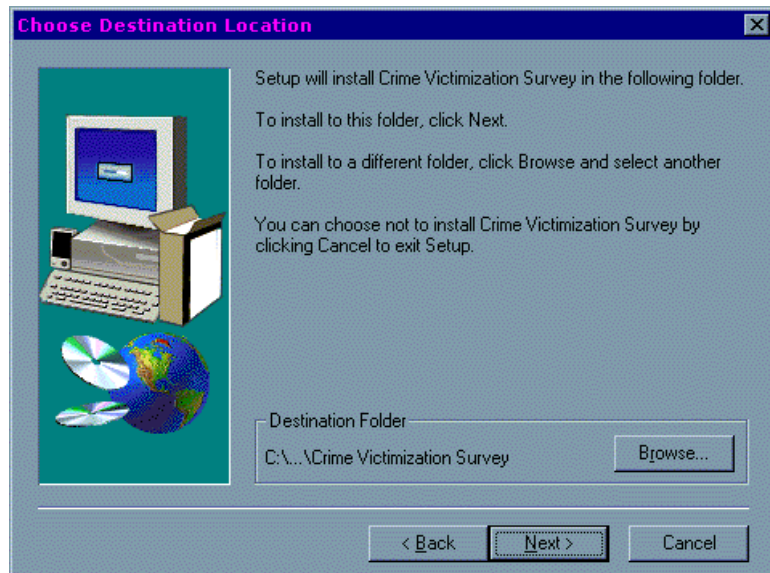 Choose Destination Location
Setup will install Crime Victimization Survey in the following folder.
To install to this folder, click Next.
To install to a different folder, click Browse and select another
folder.
You can choose not to install Crime Victimization Survey by
clicking Cancel to exit Setup.
Destination Folder
C:\...\Crime Victimization Survey
Browse...
< Back
Next >
Cancel